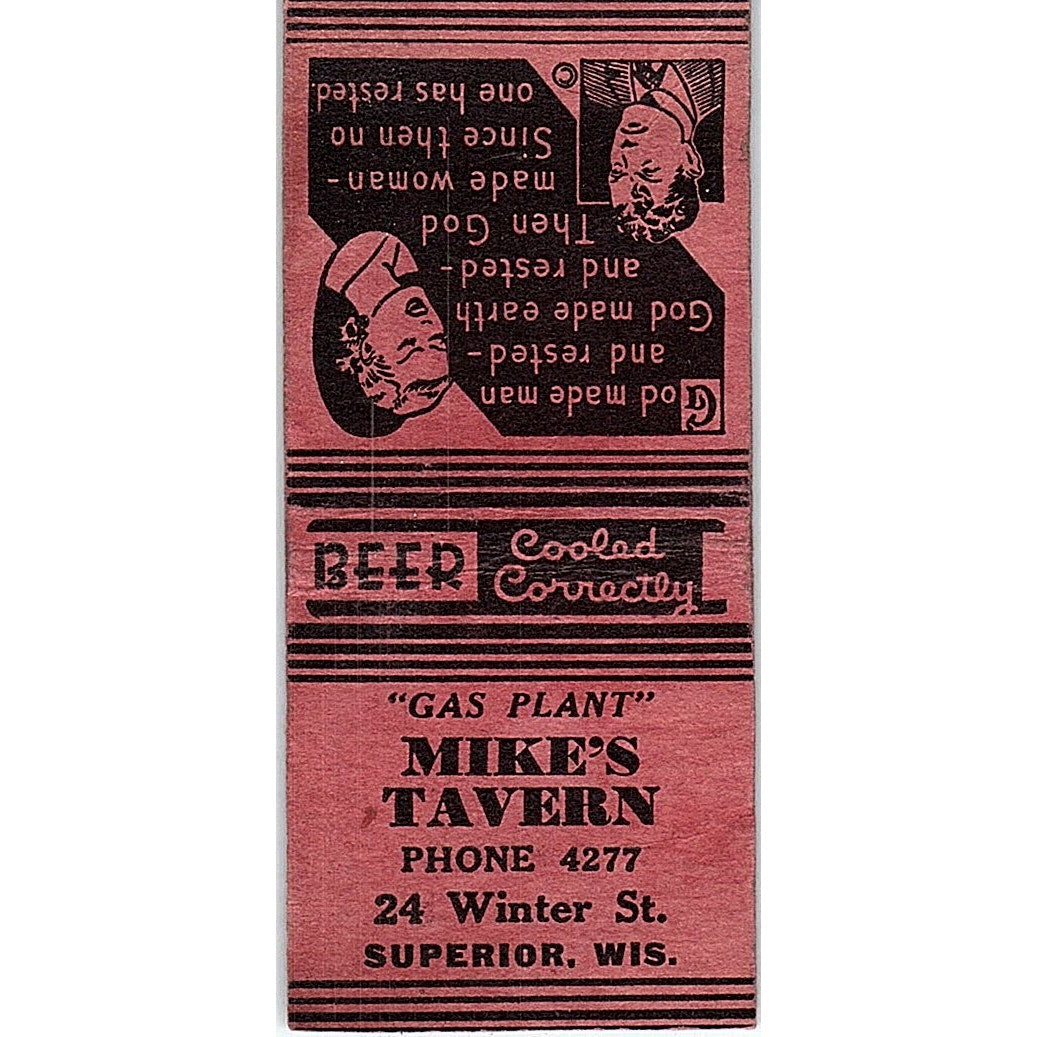 God made man
and rested-
God made earth
and rested-
Then God
made woman-
Since then no
one has rested.
©
BEER Cooled
Correctly
"GAS PLANT"
MIKE'S
TAVERN
PHONE 4277
24 Winter St.
SUPERIOR, WIS.